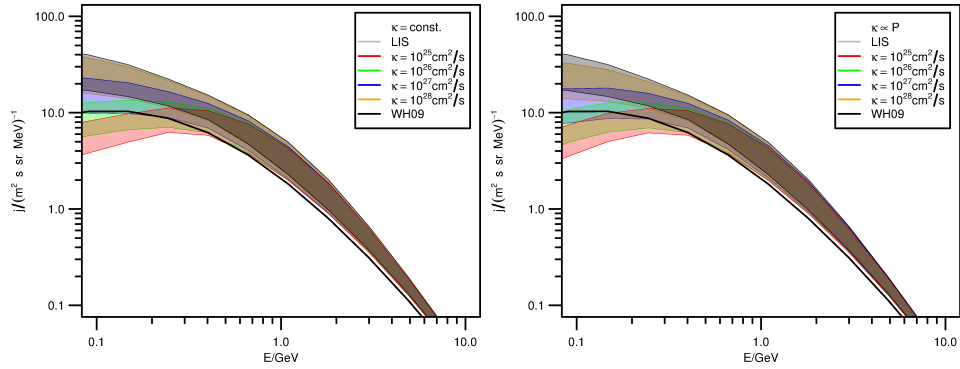 100.0
10.0
1.0
0.1
j/(m² s sr MeV)⁻¹
0.1
1.0
10.0
E/GeV
κ = const.
LIS
κ = 10²⁵cm²/s
κ = 10²⁶cm²/s
κ = 10²⁷cm²/s
κ = 10²⁸cm²/s
WH09
100.0
10.0
1.0
0.1
j/(m² s sr MeV)⁻¹
0.1
1.0
10.0
E/GeV
κ ∝ P
LIS
κ = 10²⁵cm²/s
κ = 10²⁶cm²/s
κ = 10²⁷cm²/s
κ = 10²⁸cm²/s
WH09